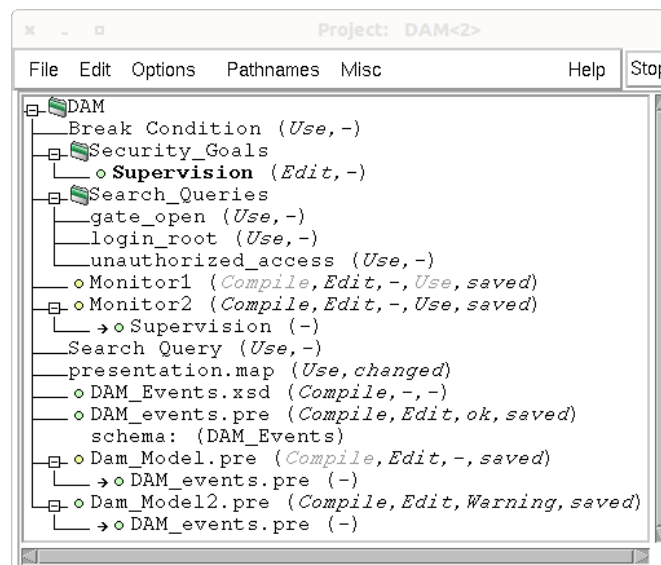 Project: DAM<2>
File Edit Options Pathnames Misc Help Stop
DAM
Break Condition (Use,-)
Security_Goals
Supervision (Edit,-)
Search_Queries
gate_open (Use,-)
login_root (Use,-)
unauthorized_access (Use,-)
Monitor1 (Compile,Edit,-,Use,saved)
Monitor2 (Compile,Edit,-,Use,saved)
→ Supervision (-)
Search Query (Use,-)
presentation.map (Use,changed)
DAM_Events.xsd (Compile,-,-)
DAM_events.pre (Compile,Edit,ok,saved)
schema: (DAM_Events)
Dam_Model.pre (Compile,Edit,-,saved)
→ DAM_events.pre (-)
Dam_Model2.pre (Compile,Edit,Warning,saved)
→ DAM_events.pre (-)